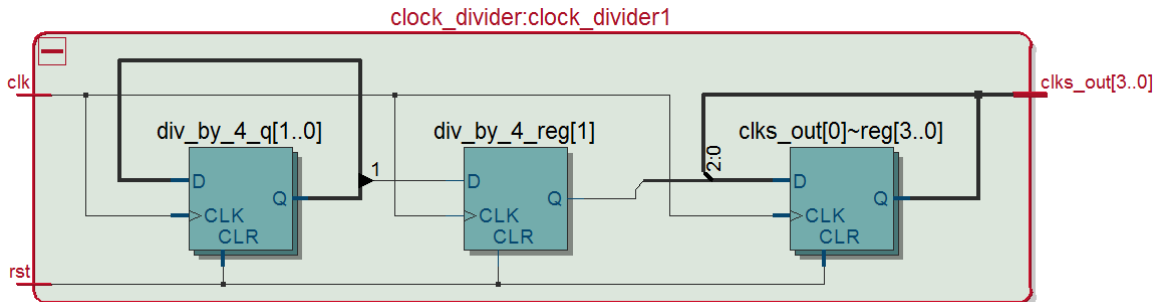 clock_divider:clock_divider1
clk
clks_out[3..0]
div_by_4_q[1..0]
div_by_4_reg[1]
clks_out[0]~reg[3..0]
1
2:0
D
Q
CLK
CLR
D
Q
CLK
CLR
D
Q
CLK
CLR
rst